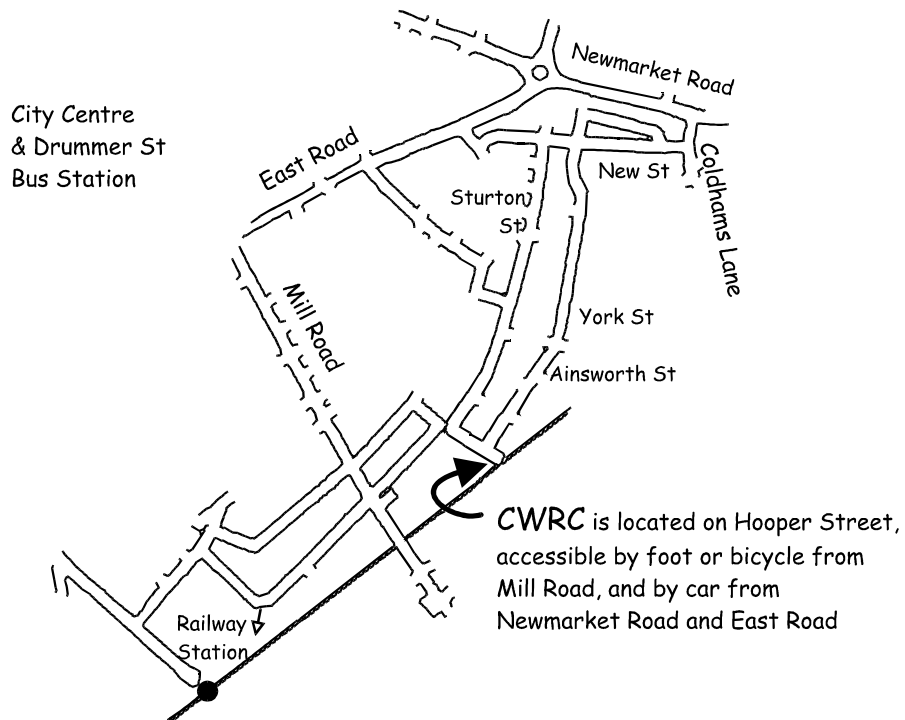 Newmarket Road
City Centre
& Drummer St
Bus Station
East Road
New St
Coldhams Lane
Sturton
St
Mill Road
York St
Ainsworth St
CWRC is located on Hooper Street,
accessible by foot or bicycle from
Mill Road, and by car from
Newmarket Road and East Road
Railway
Station